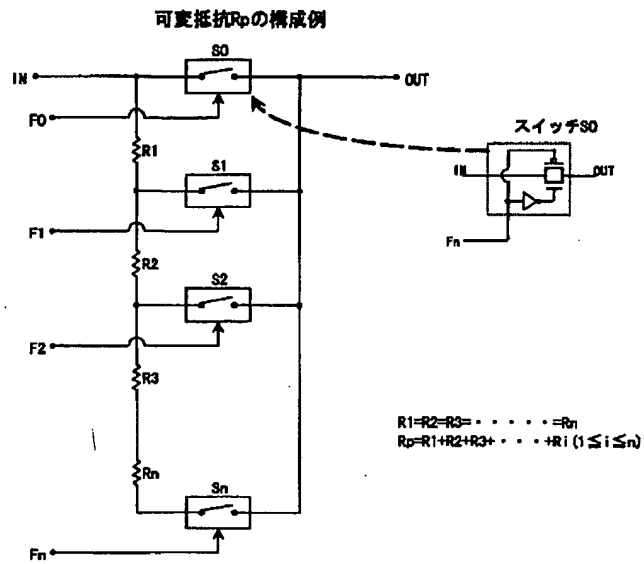 可変抵抗Rpの構成例
S0
IN
OUT
F0
スイッチS0
R1
IN
OUT
S1
F1
Fn
R2
S2
F2
R3
R1=R2=R3=・・・・・・=Rn
Rp=R1+R2+R3+・・・・+Ri(1≦i≦n)
Rn
Sn
Fn